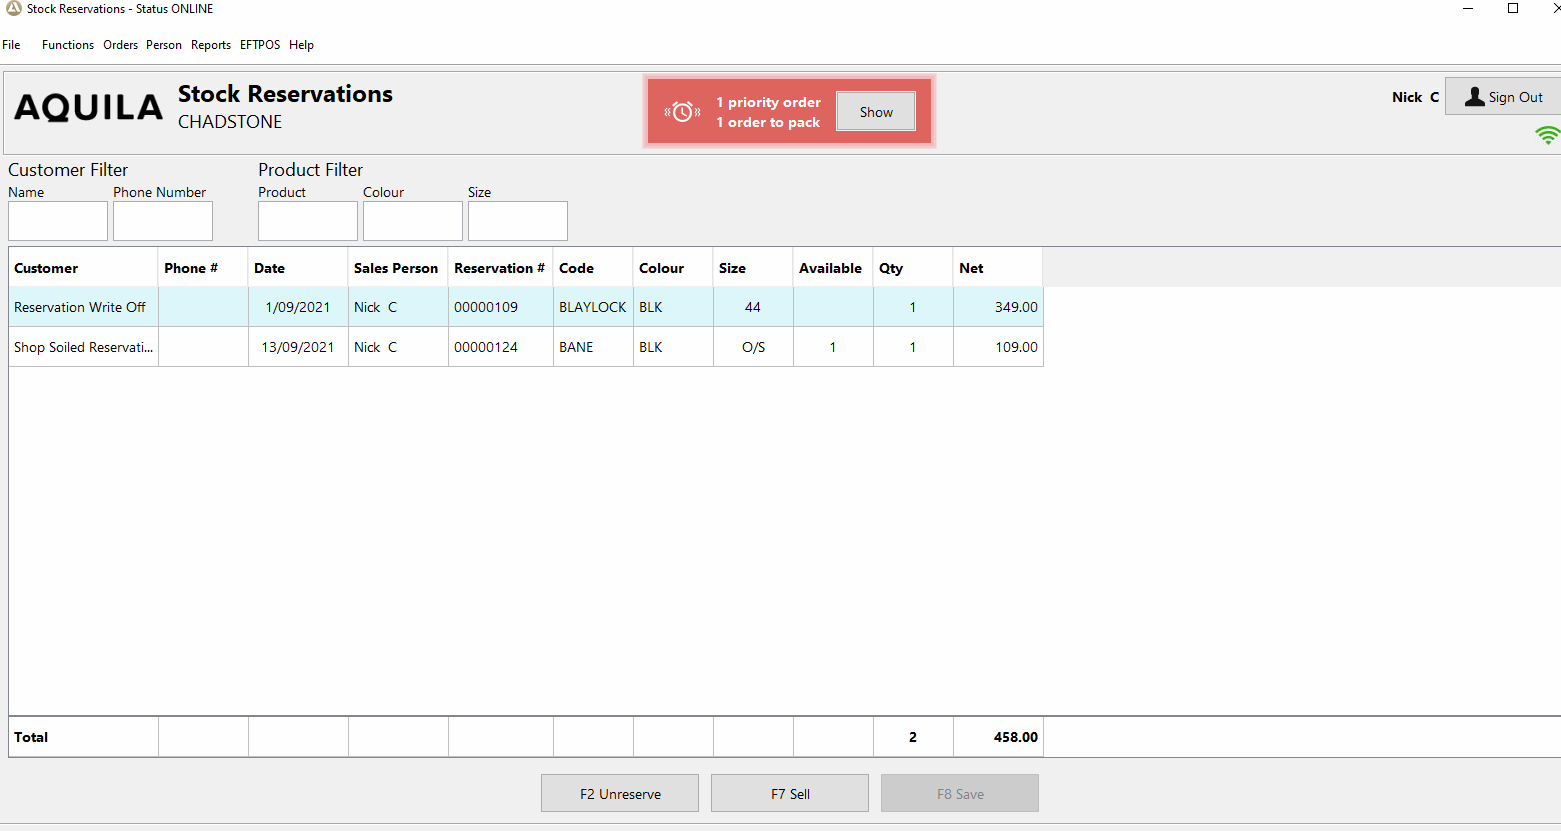 Stock Reservations - Status ONLINE
File Functions Orders Person Reports EFTPOS Help
AQUILA
Stock Reservations
CHADSTONE
1 priority order
1 order to pack
Show
Nick C
Sign Out
Customer Filter
Name Phone Number
Product Filter
Product Colour Size
Customer Phone # Date Sales Person Reservation # Code Colour Size Available Qty Net
Reservation Write Off 1/09/2021 Nick C 00000109 BLAYLOCK BLK 44 1 349.00
Shop Soiled Reservati... 13/09/2021 Nick C 00000124 BANE BLK O/S 1 1 109.00
Total 2 458.00
F2 Unreserve F7 Sell F8 Save